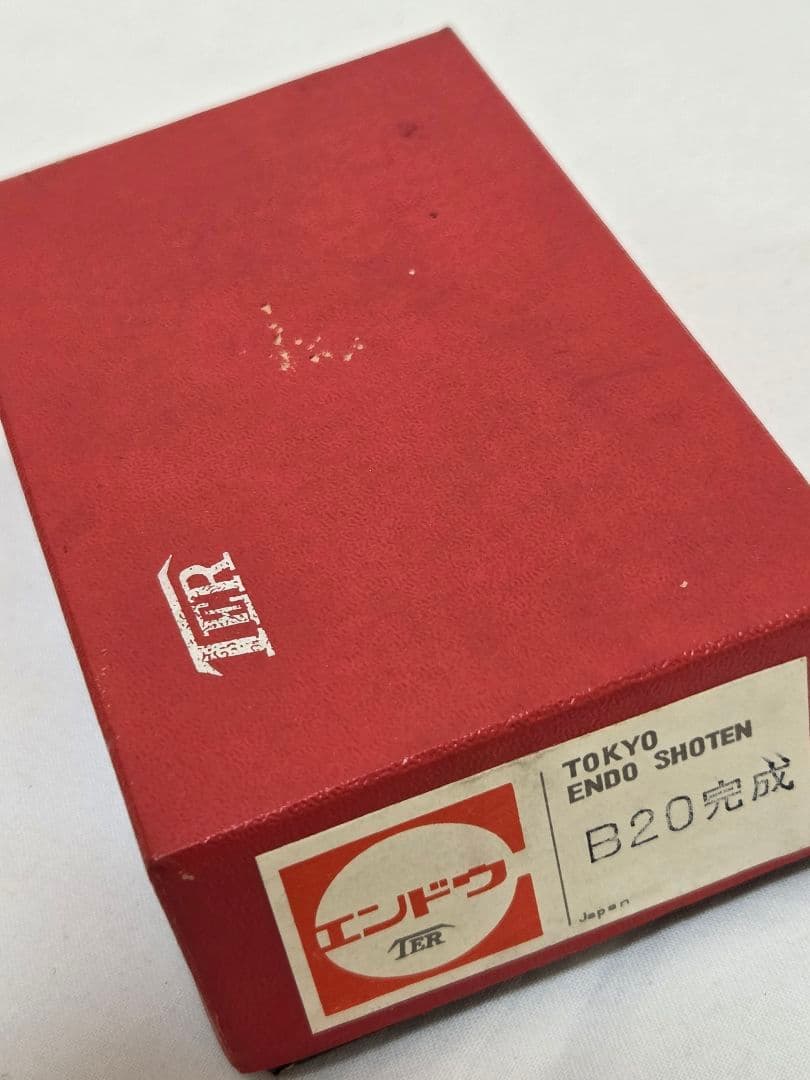 TER
TOKYO
ENDO SHOTEN
B20完成
エンドウ
TER
Japan